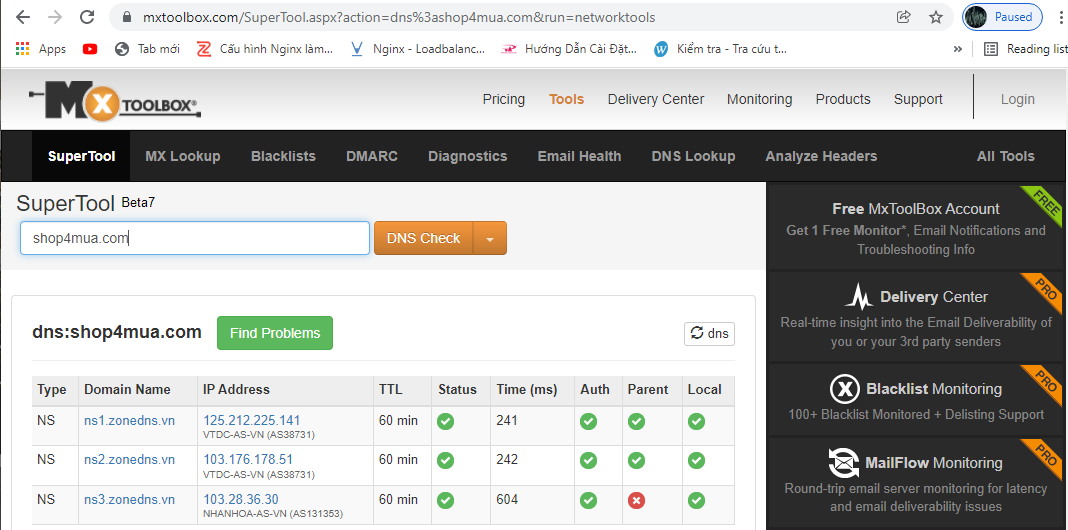 mxtoolbox.com/SuperTool.aspx?action=dns%3ashop4mua.com&run=networktools
Paused
Apps
Tab mới
Cấu hình Nginx làm...
Nginx - Loadbalanc...
Hướng Dẫn Cài Đặt...
Kiểm tra - Tra cứu t...
»
Reading list
MX TOOLBOX®
Pricing Tools Delivery Center Monitoring Products Support Login
SuperTool MX Lookup Blacklists DMARC Diagnostics Email Health DNS Lookup Analyze Headers All Tools
SuperTool Beta7
shop4mua.com DNS Check
dns:shop4mua.com Find Problems dns
Type Domain Name IP Address TTL Status Time (ms) Auth Parent Local
NS ns1.zonedns.vn 125.212.225.141 60 min 241
VTDC-AS-VN (AS38731)
NS ns2.zonedns.vn 103.176.178.51 60 min 242
VTDC-AS-VN (AS38731)
NS ns3.zonedns.vn 103.28.36.30 60 min 604
NHANHOA-AS-VN (AS131353)
FREE
Free MxToolBox Account
Get 1 Free Monitor*, Email Notifications and
Troubleshooting Info
PRO
Delivery Center
Real-time insight into the Email Deliverability of
you or your 3rd party senders
PRO
Blacklist Monitoring
100+ Blacklist Monitored + Delisting Support
PRO
MailFlow Monitoring
Round-trip email server monitoring for latency
and email deliverability issues